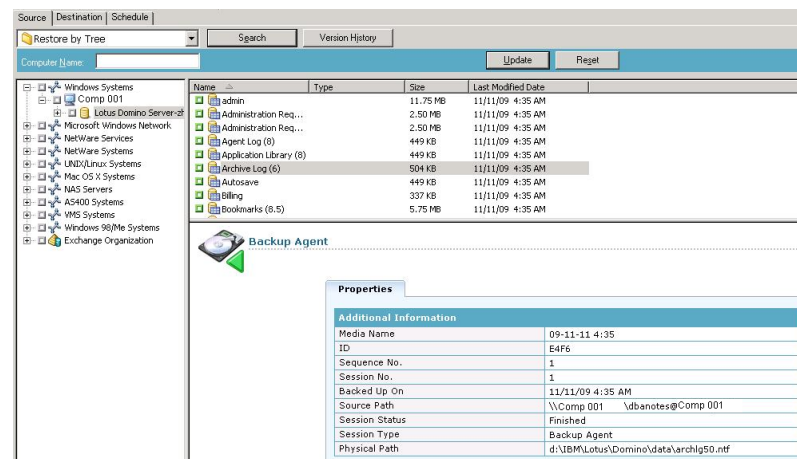 Source Destination Schedule
Restore by Tree Search Version History
Computer Name: Update Reset
Windows Systems
Comp 001
Lotus Domino Server-zh
Microsoft Windows Network
NetWare Services
NetWare Systems
UNIX/Linux Systems
Mac OS X Systems
NAS Servers
AS400 Systems
VMS Systems
Windows 98/Me Systems
Exchange Organization
Name Type Size Last Modified Date
admin 11.75 MB 11/11/09 4:35 AM
Administration Req... 2.50 MB 11/11/09 4:35 AM
Administration Req... 2.50 MB 11/11/09 4:35 AM
Agent Log (8) 449 KB 11/11/09 4:35 AM
Application Library (8) 449 KB 11/11/09 4:35 AM
Archive Log (6) 504 KB 11/11/09 4:35 AM
Autosave 449 KB 11/11/09 4:35 AM
Billing 337 KB 11/11/09 4:35 AM
Bookmarks (8.5) 5.75 MB 11/11/09 4:35 AM
Backup Agent
Properties
Additional Information
Media Name 09-11-11 4:35
ID E4F6
Sequence No. 1
Session No. 1
Backed Up On 11/11/09 4:35 AM
Source Path \\Comp 001 \dbanotes@Comp 001
Session Status Finished
Session Type Backup Agent
Physical Path d:\IBM\Lotus\Domino\data\archlg50.ntf